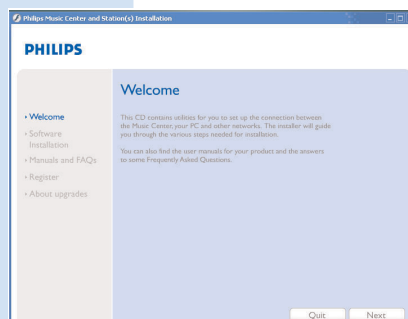 Philips Music Center and Station(s) Installation
PHILIPS
Welcome
Welcome
Software
Installation
Manuals and FAQs
Register
About upgrades
This CD contains utilities for you to set up the connection between
the Music Center, your PC and other networks. The installer will guide
you through the various steps needed for installation.
You can also find the user manuals for your product and the answers
to some Frequently Asked Questions.
Quit
Next